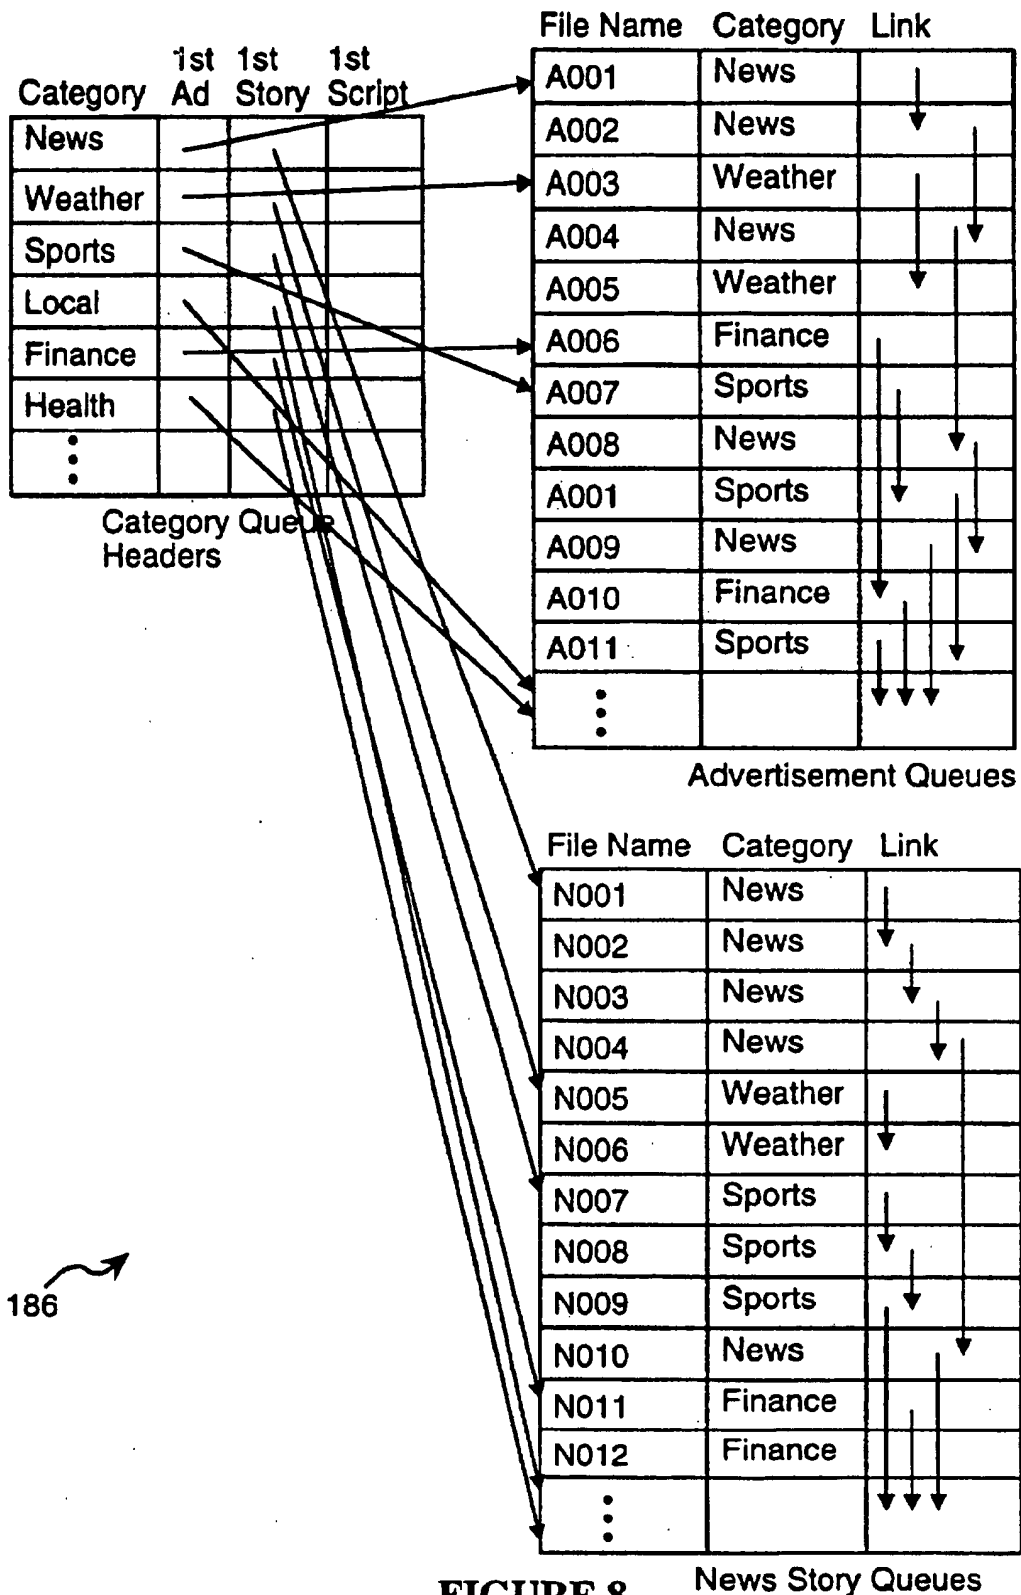 1st 1st 1st
Category Ad Story Script
News
Weather
Sports
Local
Finance
Health
Category Queue
Headers
File Name Category Link
A001 News
A002 News
A003 Weather
A004 News
A005 Weather
A006 Finance
A007 Sports
A008 News
A001 Sports
A009 News
A010 Finance
A011 Sports
Advertisement Queues
File Name Category Link
N001 News
N002 News
N003 News
N004 News
N005 Weather
N006 Weather
N007 Sports
N008 Sports
N009 Sports
N010 News
N011 Finance
N012 Finance
News Story Queues
186
FIGURE 8